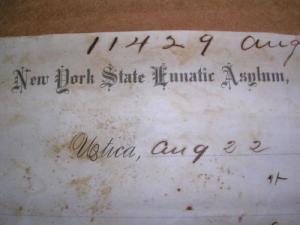 11429 Aug
New York State Lunatic Asylum,
Utica, Aug 22